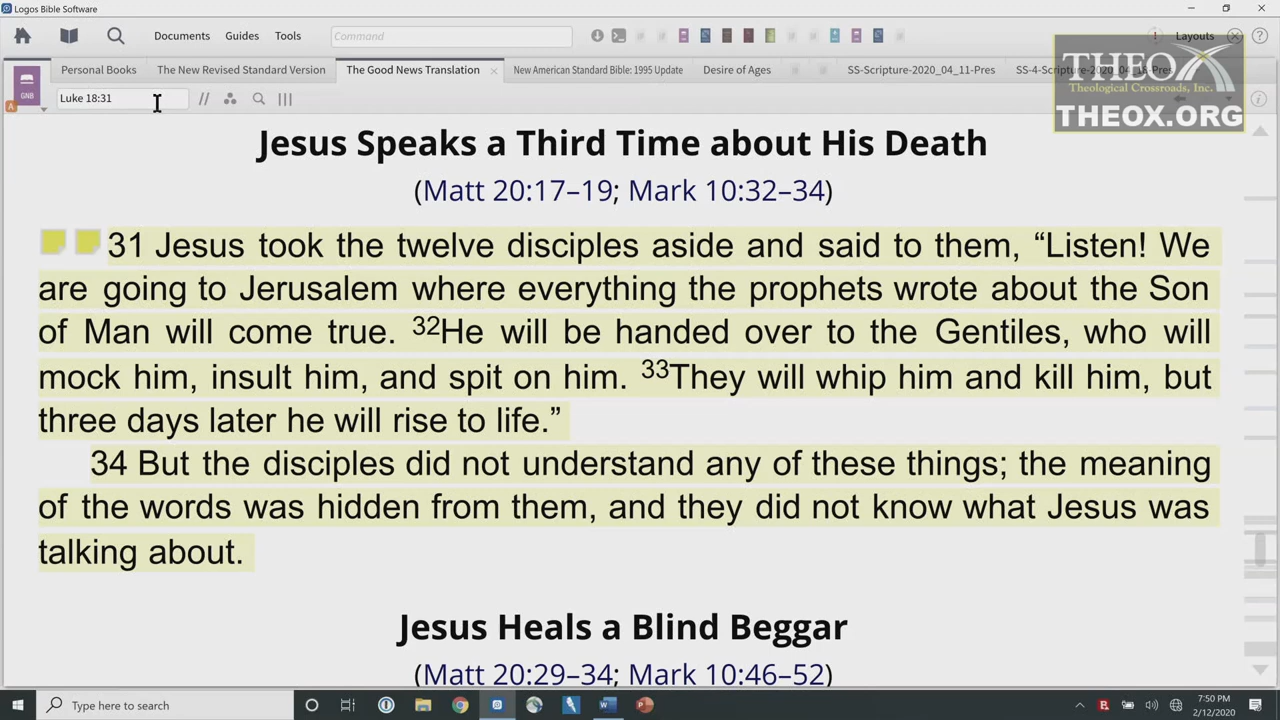 Logos Bible Software
Documents Guides Tools Command Layouts
Personal Books The New Revised Standard Version The Good News Translation New American Standard Bible: 1995 Update Desire of Ages SS-Scripture-2020_04_11-Pres SS-4-Scripture-2020_04_18-Pres
GNB
A
Luke 18:31
THEOX
Theological Crossroads, Inc.
THEOX.ORG
Jesus Speaks a Third Time about His Death
(Matt 20:17–19; Mark 10:32–34)
31 Jesus took the twelve disciples aside and said to them, “Listen! We
are going to Jerusalem where everything the prophets wrote about the Son
of Man will come true. 32He will be handed over to the Gentiles, who will
mock him, insult him, and spit on him. 33They will whip him and kill him, but
three days later he will rise to life.”
34 But the disciples did not understand any of these things; the meaning
of the words was hidden from them, and they did not know what Jesus was
talking about.
Jesus Heals a Blind Beggar
(Matt 20:29–34; Mark 10:46–52)
Type here to search
7:50 PM
2/12/2020